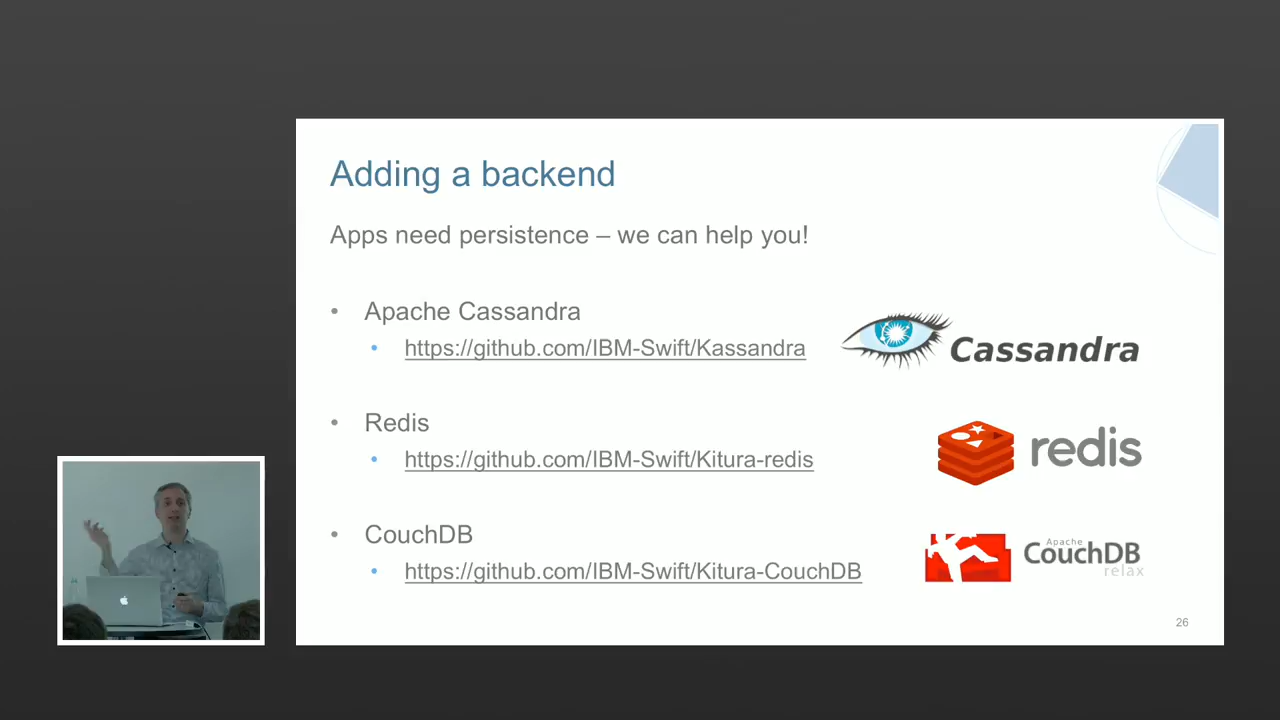 Adding a backend
Apps need persistence – we can help you!
• Apache Cassandra
• https://github.com/IBM-Swift/Kassandra
Cassandra
• Redis
• https://github.com/IBM-Swift/Kitura-redis
redis
• CouchDB
• https://github.com/IBM-Swift/Kitura-CouchDB
Apache
CouchDB
relax
26